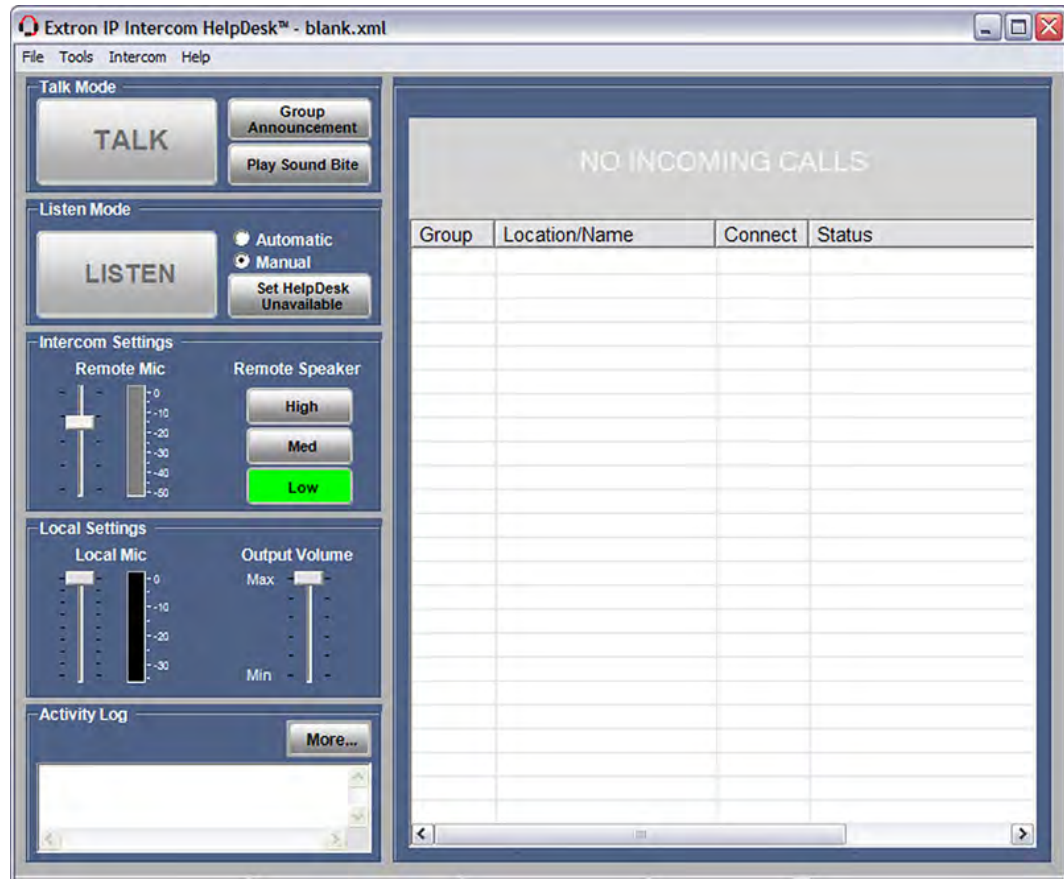 Extron IP Intercom HelpDesk™ - blank.xml
File Tools Intercom Help
Talk Mode
TALK
Group
Announcement
Play Sound Bite
Listen Mode
LISTEN
Automatic
Manual
Set HelpDesk
Unavailable
Intercom Settings
Remote Mic
Remote Speaker
-0
-10
-20
-30
-40
-60
High
Med
Low
Local Settings
Local Mic
Output Volume
-0
-10
-20
-30
Max
Min
Activity Log
More...
NO INCOMING CALLS
Group Location/Name Connect Status